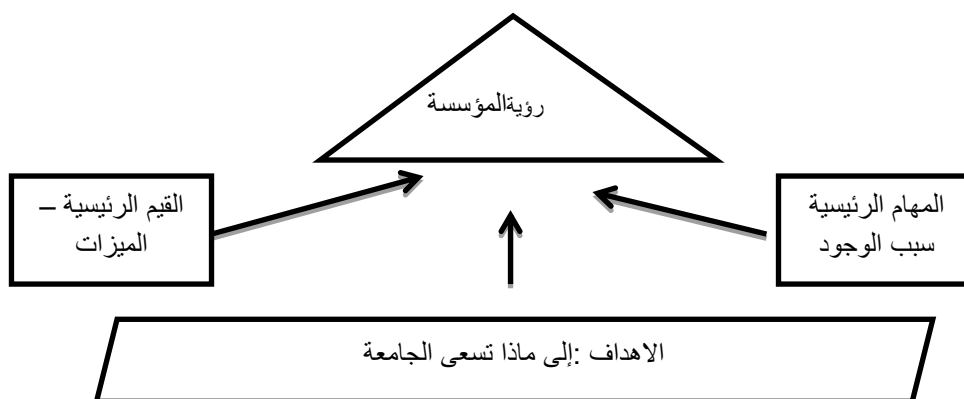 رؤيةالمؤسسة
المهام الرئيسية
سبب الوجود
القيم الرئيسية –
الميزات
الاهداف :إلى ماذا تسعى الجامعة